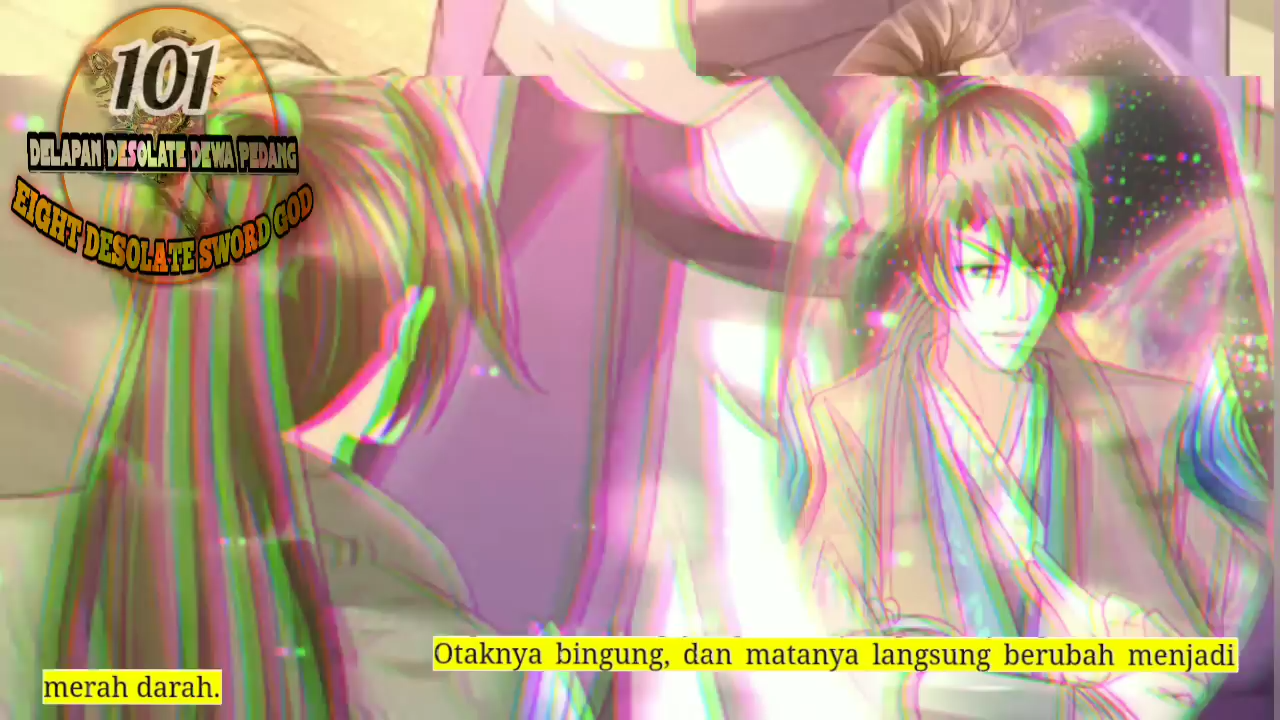 101
DELAPAN DESOLATE DEWA PEDANG
EIGHT DESOLATE SWORD GOD
Otaknya bingung, dan matanya langsung berubah menjadi
merah darah.